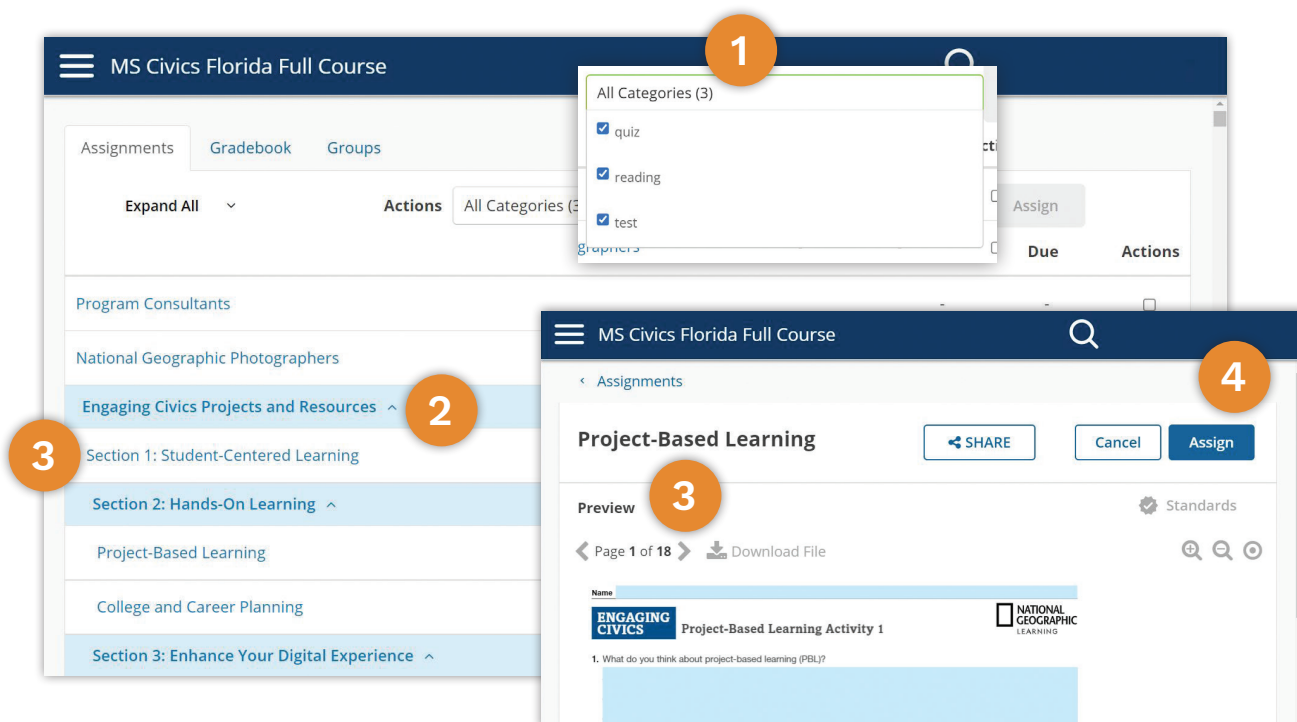 1
MS Civics Florida Full Course
All Categories (3)
quiz
reading
test
Assignments Gradebook Groups
Expand All Actions All Categories (3 Assign
Due Actions
Program Consultants - -
National Geographic Photographers
Engaging Civics Projects and Resources 2
3 Section 1: Student-Centered Learning
Section 2: Hands-On Learning
Project-Based Learning
College and Career Planning
Section 3: Enhance Your Digital Experience
MS Civics Florida Full Course
4
Assignments
Project-Based Learning SHARE Cancel Assign
3
Preview Standards
Page 1 of 18 Download File
Name
ENGAGING
CIVICS
Project-Based Learning Activity 1
NATIONAL
GEOGRAPHIC
LEARNING
1. What do you think about project-based learning (PBL)?